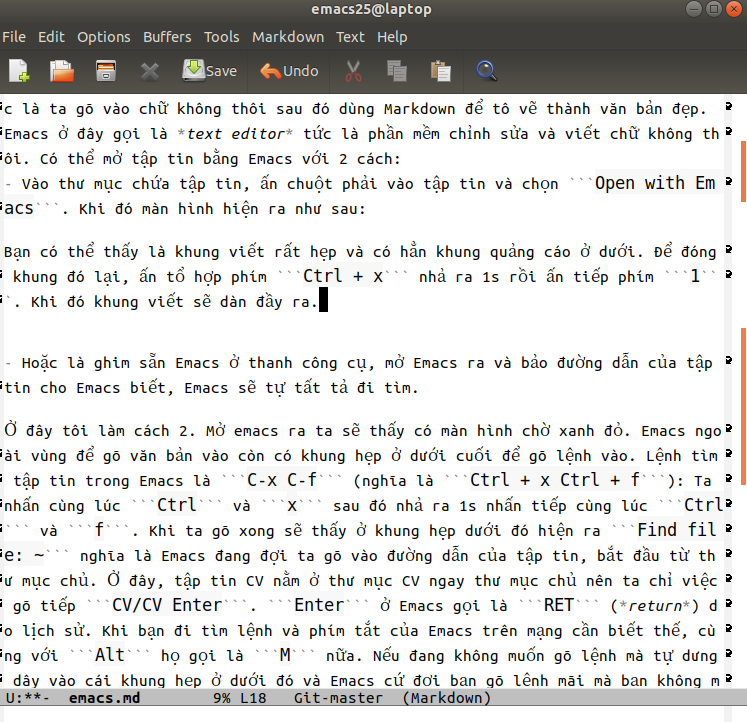 emacs25@laptop
File Edit Options Buffers Tools Markdown Text Help
Save Undo
c là ta gõ vào chữ không thôi sau đó dùng Markdown để tô vẽ thành văn bản đẹp.
Emacs ở đây gọi là *text editor* tức là phần mềm chỉnh sửa và viết chữ không th
ôi. Có thể mở tập tin bằng Emacs với 2 cách:
- Vào thư mục chứa tập tin, ấn chuột phải vào tập tin và chọn ```Open with Em
acs```. Khi đó màn hình hiện ra như sau:
Bạn có thể thấy là khung viết rất hẹp và có hẳn khung quảng cáo ở dưới. Để đóng
khung đó lại, ấn tổ hợp phím ```Ctrl + x``` nhả ra 1s rồi ấn tiếp phím ```1``
`. Khi đó khung viết sẽ dàn đầy ra.
- Hoặc là ghim sẵn Emacs ở thanh công cụ, mở Emacs ra và bảo đường dẫn của tập
tin cho Emacs biết, Emacs sẽ tự tất tả đi tìm.
Ở đây tôi làm cách 2. Mở emacs ra ta sẽ thấy có màn hình chờ xanh đỏ. Emacs ngo
ài vùng để gõ văn bản vào còn có khung hẹp ở dưới cuối để gõ lệnh vào. Lệnh tìm
tập tin trong Emacs là ```C-x C-f``` (nghĩa là ```Ctrl + x Ctrl + f```): Ta
nhấn cùng lúc ```Ctrl``` và ```x``` sau đó nhả ra 1s nhấn tiếp cùng lúc ```Ctrl
``` và ```f```. Khi ta gõ xong sẽ thấy ở khung hẹp dưới đó hiện ra ```Find fil
e: ~``` nghĩa là Emacs đang đợi ta gõ vào đường dẫn của tập tin, bắt đầu từ th
ư mục chủ. Ở đây, tập tin CV nằm ở thư mục CV ngay thư mục chủ nên ta chỉ việc
gõ tiếp ```CV/CV Enter```. ```Enter``` ở Emacs gọi là ```RET``` (*return*) d
o lịch sử. Khi bạn đi tìm lệnh và phím tắt của Emacs trên mạng cần biết thế, cù
ng với ```Alt``` họ gọi là ```M``` nữa. Nếu đang không muốn gõ lệnh mà tự dưng
dây vào cái khung hẹp ở dưới đó và Emacs cứ đợi bạn gõ lệnh mãi mà bạn không m
U:**- emacs.md 9% L18 Git-master (Markdown)